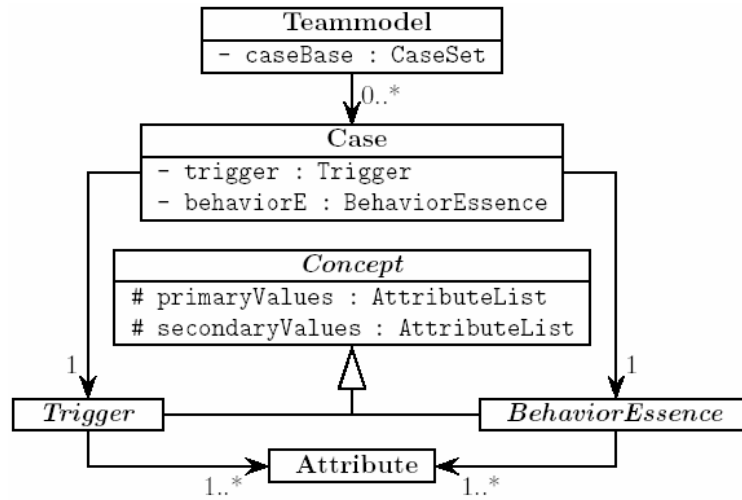 Teammodel
- caseBase : CaseSet
0..*
Case
- trigger : Trigger
- behaviorE : BehaviorEssence
Concept
# primaryValues : AttributeList
# secondaryValues : AttributeList
1
1
Trigger
BehaviorEssence
Attribute
1..*
1..*